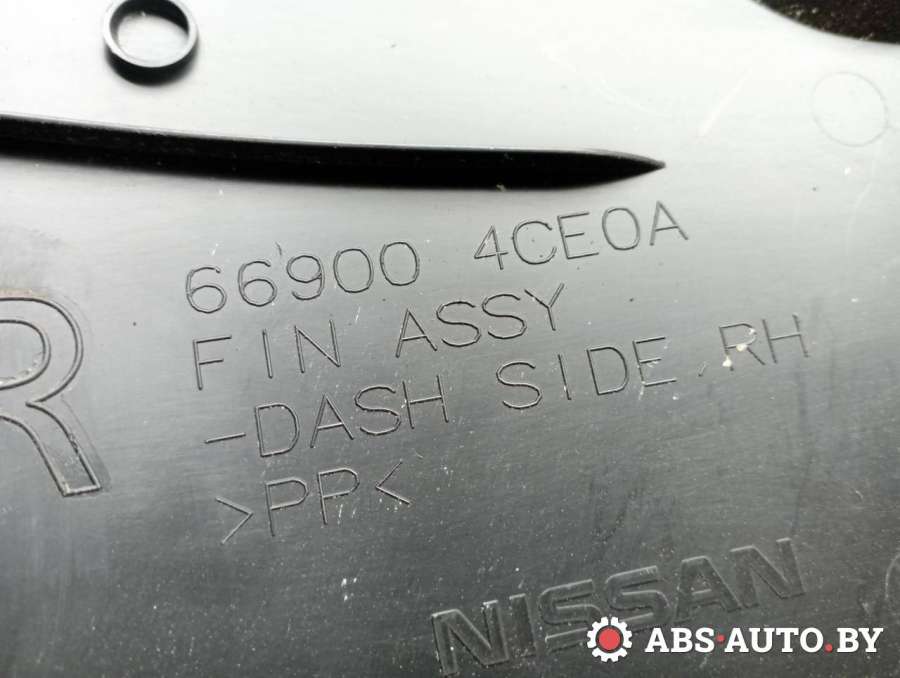 66900 4CE0A
FIN ASSY
-DASH SIDE, RH
>PP<
R
NISSAN
ABS-AUTO.BY